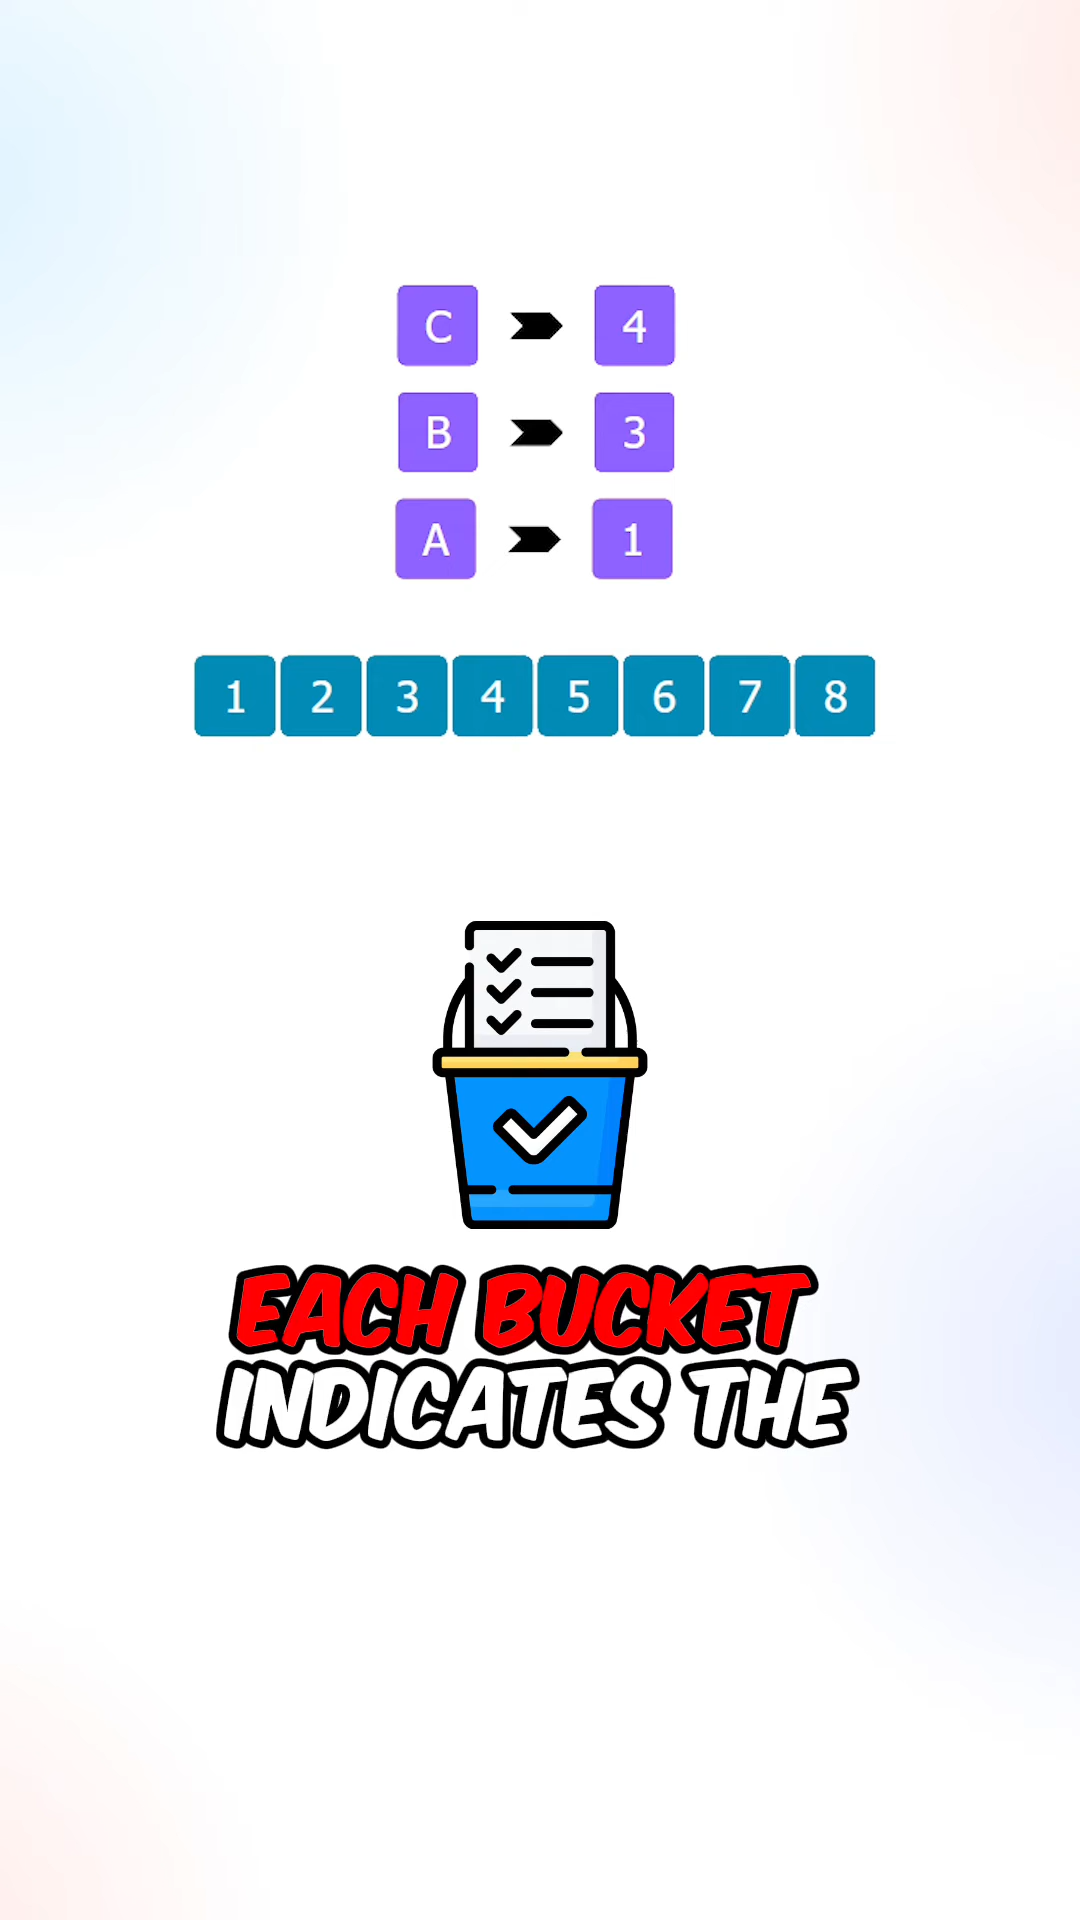 C 4
B 3
A 1
1 2 3 4 5 6 7 8
EACH BUCKET
INDICATES THE